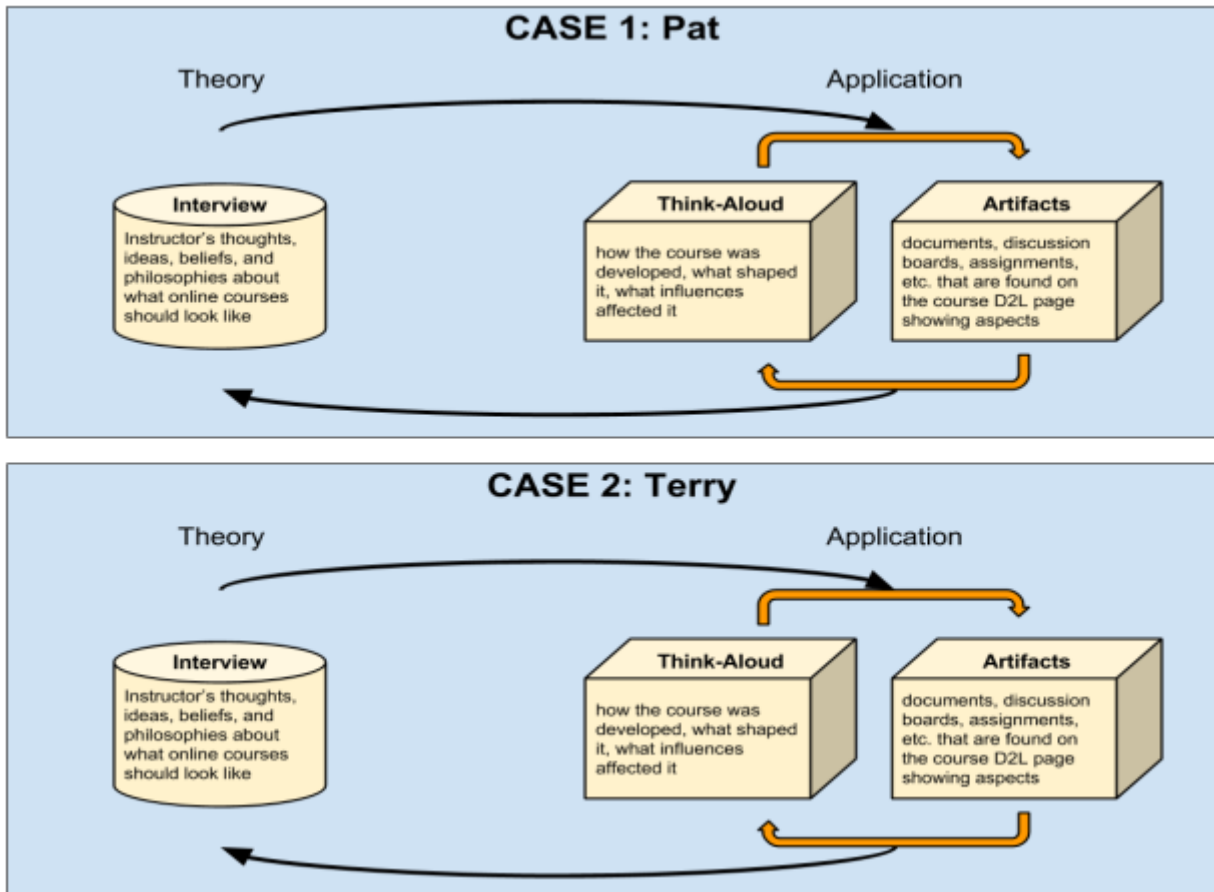 CASE 1: Pat
Theory
Application
Interview
Instructor's thoughts,
ideas, beliefs, and
philosophies about
what online courses
should look like
Think-Aloud
how the course was
developed, what shaped
it, what influences
affected it
Artifacts
documents, discussion
boards, assignments,
etc. that are found on
the course D2L page
showing aspects
CASE 2: Terry
Theory
Application
Interview
Instructor's thoughts,
ideas, beliefs, and
philosophies about
what online courses
should look like
Think-Aloud
how the course was
developed, what shaped
it, what influences
affected it
Artifacts
documents, discussion
boards, assignments,
etc. that are found on
the course D2L page
showing aspects